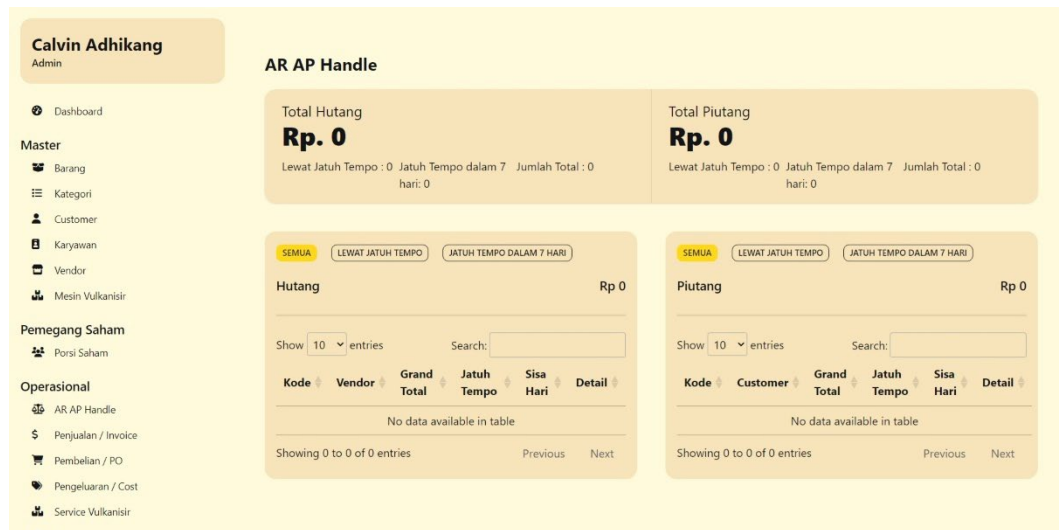 Calvin Adhikang
Admin
Dashboard
Master
Barang
Kategori
Customer
Karyawan
Vendor
Mesin Vulkanisir
Pemegang Saham
Porsi Saham
Operasional
AR AP Handle
Penjualan / Invoice
Pembelian / PO
Pengeluaran / Cost
Service Vulkanisir
AR AP Handle
Total Hutang
Rp. 0
Lewat Jatuh Tempo : 0 Jatuh Tempo dalam 7 Jumlah Total : 0
hari: 0
Total Piutang
Rp. 0
Lewat Jatuh Tempo : 0 Jatuh Tempo dalam 7 Jumlah Total : 0
hari: 0
SEMUA LEWAT JATUH TEMPO JATUH TEMPO DALAM 7 HARI
Hutang Rp 0
Show 10 entries Search:
Kode Vendor Grand Total Jatuh Tempo Sisa Hari Detail
No data available in table
Showing 0 to 0 of 0 entries Previous Next
SEMUA LEWAT JATUH TEMPO JATUH TEMPO DALAM 7 HARI
Piutang Rp 0
Show 10 entries Search:
Kode Customer Grand Total Jatuh Tempo Sisa Hari Detail
No data available in table
Showing 0 to 0 of 0 entries Previous Next